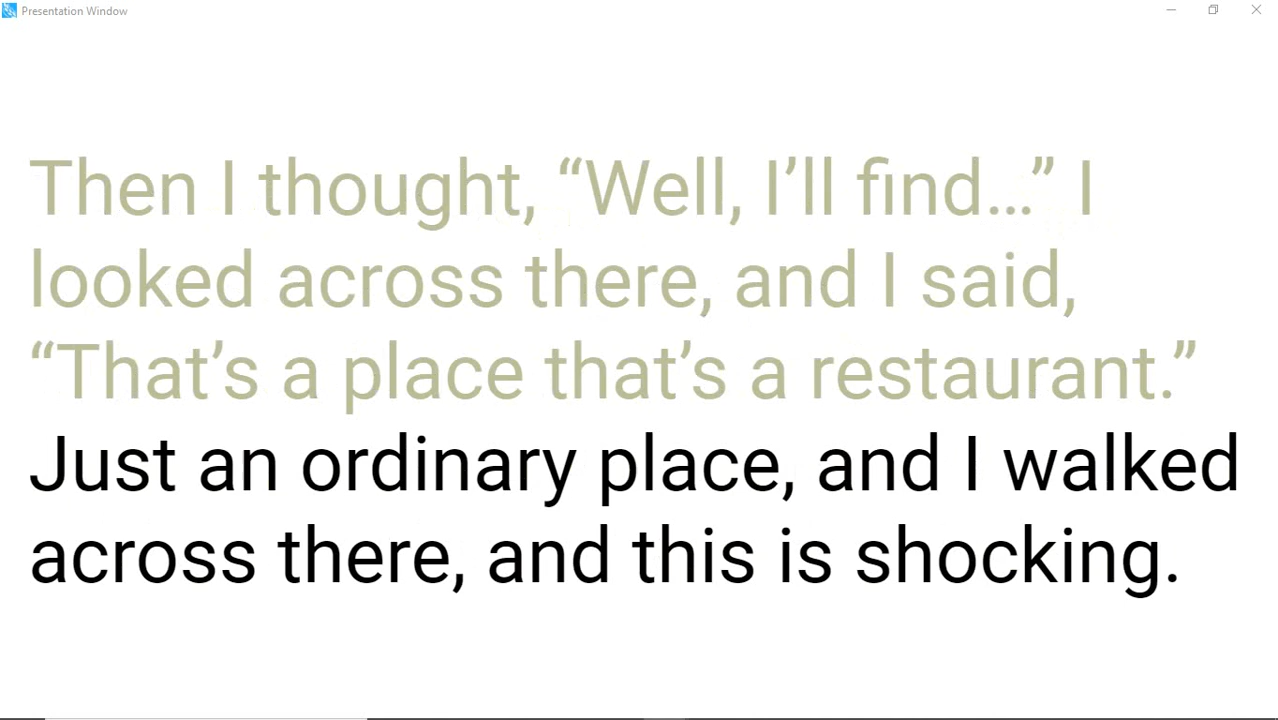 Presentation Window
Then I thought, “Well, I’ll find...” I
looked across there, and I said,
“That’s a place that’s a restaurant.”
Just an ordinary place, and I walked
across there, and this is shocking.